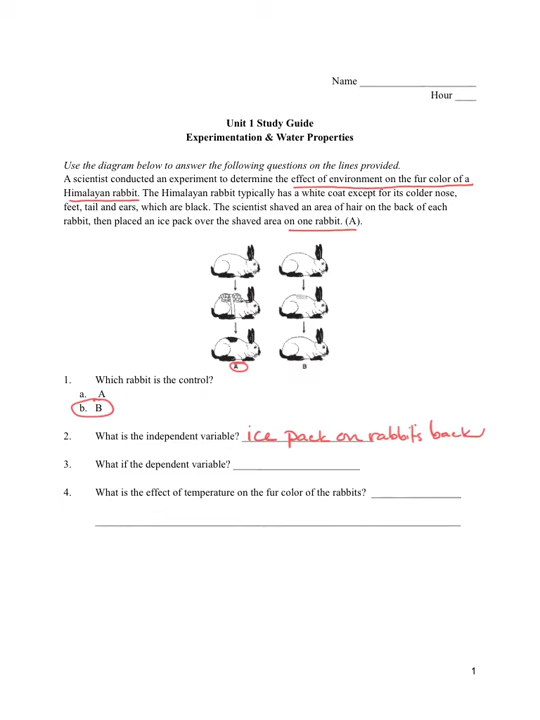 Name ______________________
Hour ____
Unit 1 Study Guide
Experimentation & Water Properties
Use the diagram below to answer the following questions on the lines provided.
A scientist conducted an experiment to determine the effect of environment on the fur color of a
Himalayan rabbit. The Himalayan rabbit typically has a white coat except for its colder nose,
feet, tail and ears, which are black. The scientist shaved an area of hair on the back of each
rabbit, then placed an ice pack over the shaved area on one rabbit. (A).
A B
1. Which rabbit is the control?
a. A
b. B
2. What is the independent variable? ice pack on rabbit's back
3. What if the dependent variable? ________________________
4. What is the effect of temperature on the fur color of the rabbits? _________________
_____________________________________________________________________
1